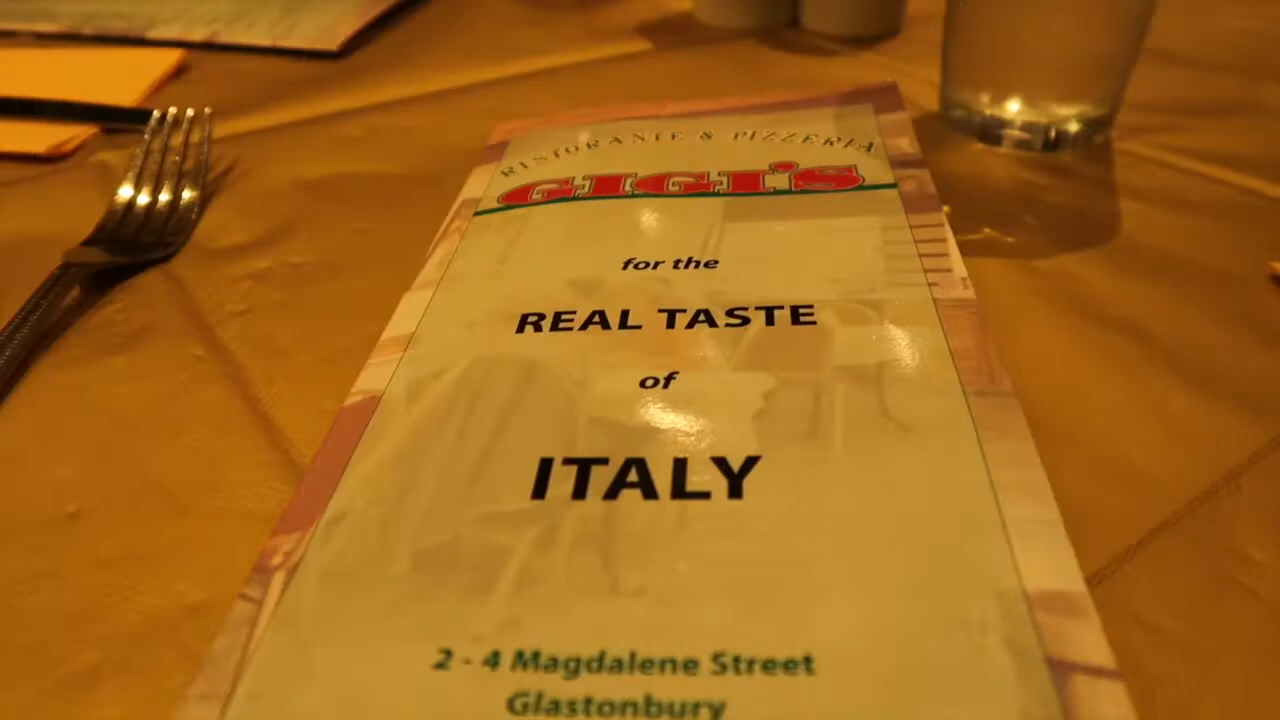 RISTORANTE & PIZZERIA
GIGI'S
for the
REAL TASTE
of
ITALY
2 - 4 Magdalene Street
Glastonbury